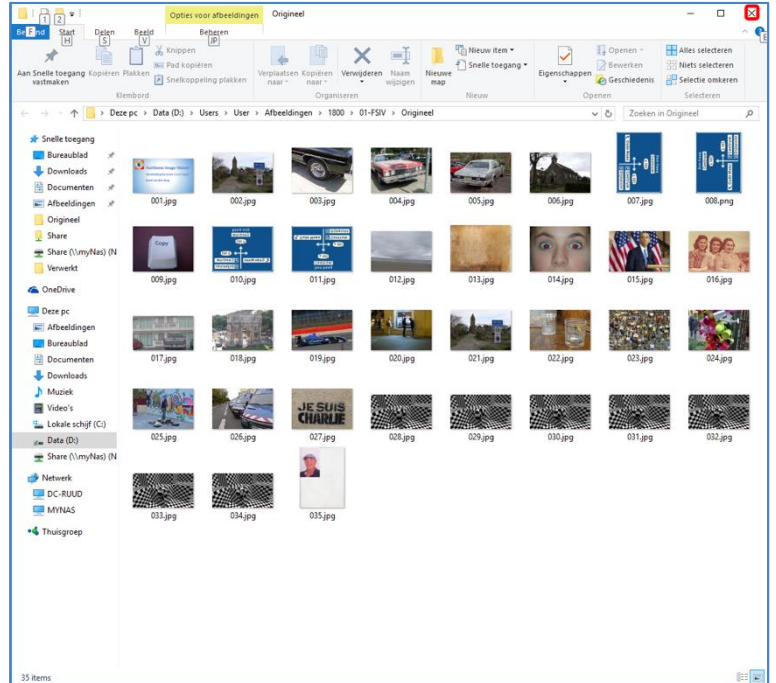 1 2
Opties voor afbeeldingen Origineel
Be F nd Start Delen Beeld Beheren
H S V JP E
Aan Snelle toegang vastmaken
Kopiëren
Plakken
Knippen
Pad kopiëren
Snelkoppeling plakken
Klembord
Verplaatsen naar
Kopiëren naar
Verwijderen
Naam wijzigen
Organiseren
Nieuwe map
Nieuw item
Snelle toegang
Nieuw
Eigenschappen
Openen
Bewerken
Geschiedenis
Openen
Alles selecteren
Niets selecteren
Selectie omkeren
Selecteren
Deze pc > Data (D:) > Users > User > Afbeeldingen > 1800 > 01-FSIV > Origineel
Zoeken in Origineel
Snelle toegang
Bureaublad
Downloads
Documenten
Afbeeldingen
Origineel
Share
Share (\\myNas) (N
Verwerkt
OneDrive
Deze pc
Afbeeldingen
Bureaublad
Documenten
Downloads
Muziek
Video's
Lokale schijf (C:)
Data (D:)
Share (\\myNas) (N
Netwerk
DC-RUUD
MYNAS
Thuisgroep
001.jpg 002.jpg 003.jpg 004.jpg 005.jpg 006.jpg 007.jpg 008.png
Copy
009.jpg 010.jpg 011.jpg 012.jpg 013.jpg 014.jpg 015.jpg 016.jpg
017.jpg 018.jpg 019.jpg 020.jpg 021.jpg 022.jpg 023.jpg 024.jpg
JE SUIS
CHARLIE
025.jpg 026.jpg 027.jpg 028.jpg 029.jpg 030.jpg 031.jpg 032.jpg
033.jpg 034.jpg 035.jpg
35 items